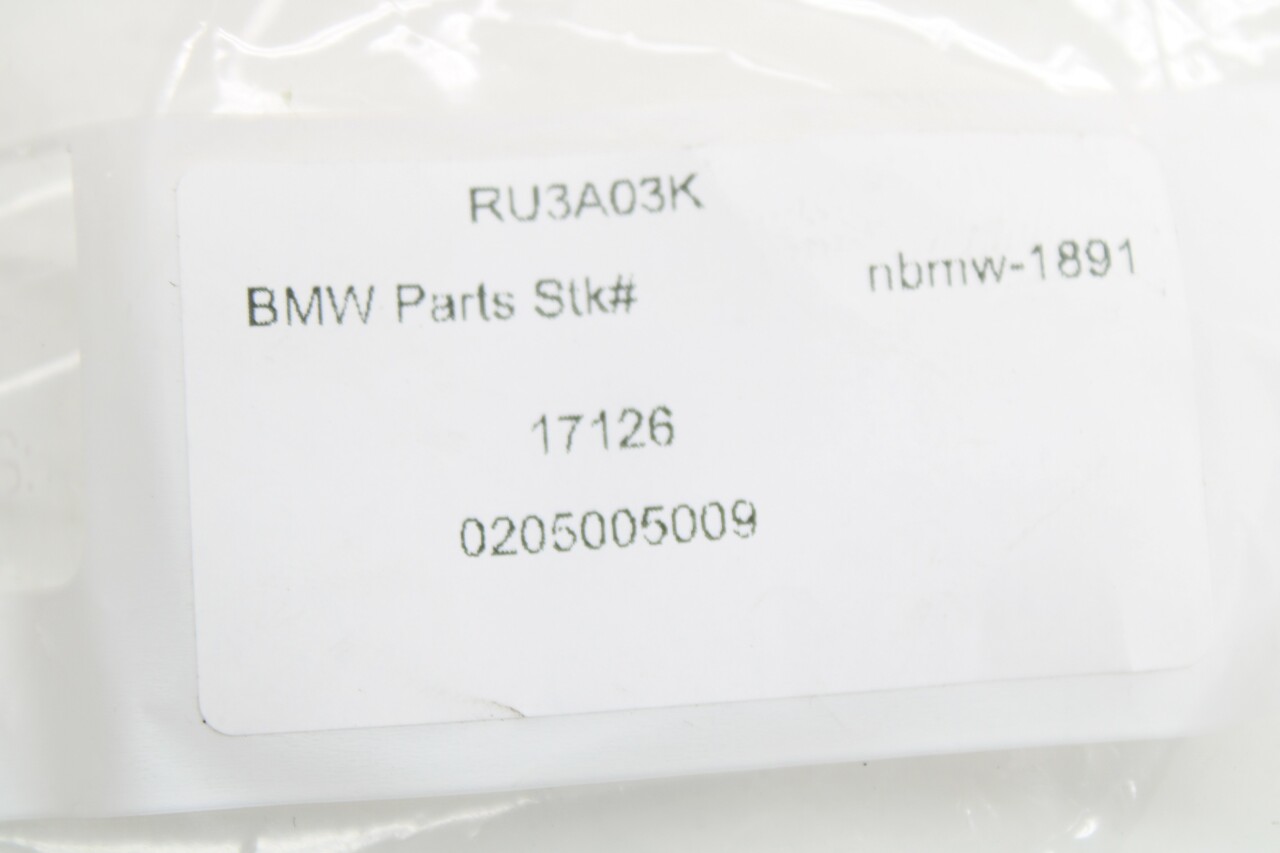 RU3A03K
BMW Parts Stk# nbmw-1891
17126
0205005009